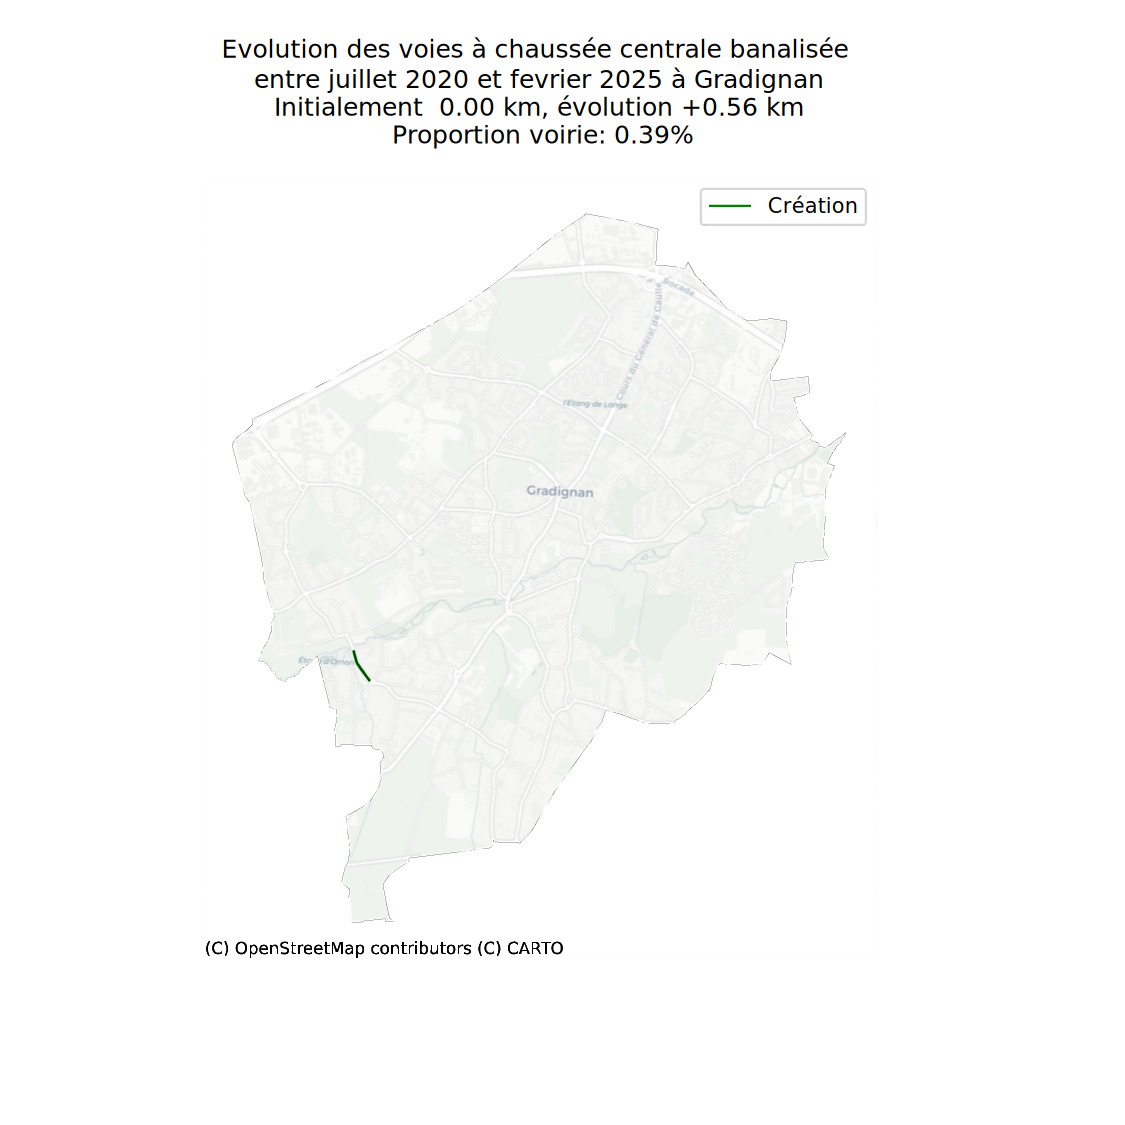 Evolution des voies à chaussée centrale banalisée
entre juillet 2020 et fevrier 2025 à Gradignan
Initialement 0.00 km, évolution +0.56 km
Proportion voirie: 0.39%
Création
Rocade
Cours du Général de Gaulle
l'Etang de Lange
Gradignan
d'Ornon
(C) OpenStreetMap contributors (C) CARTO